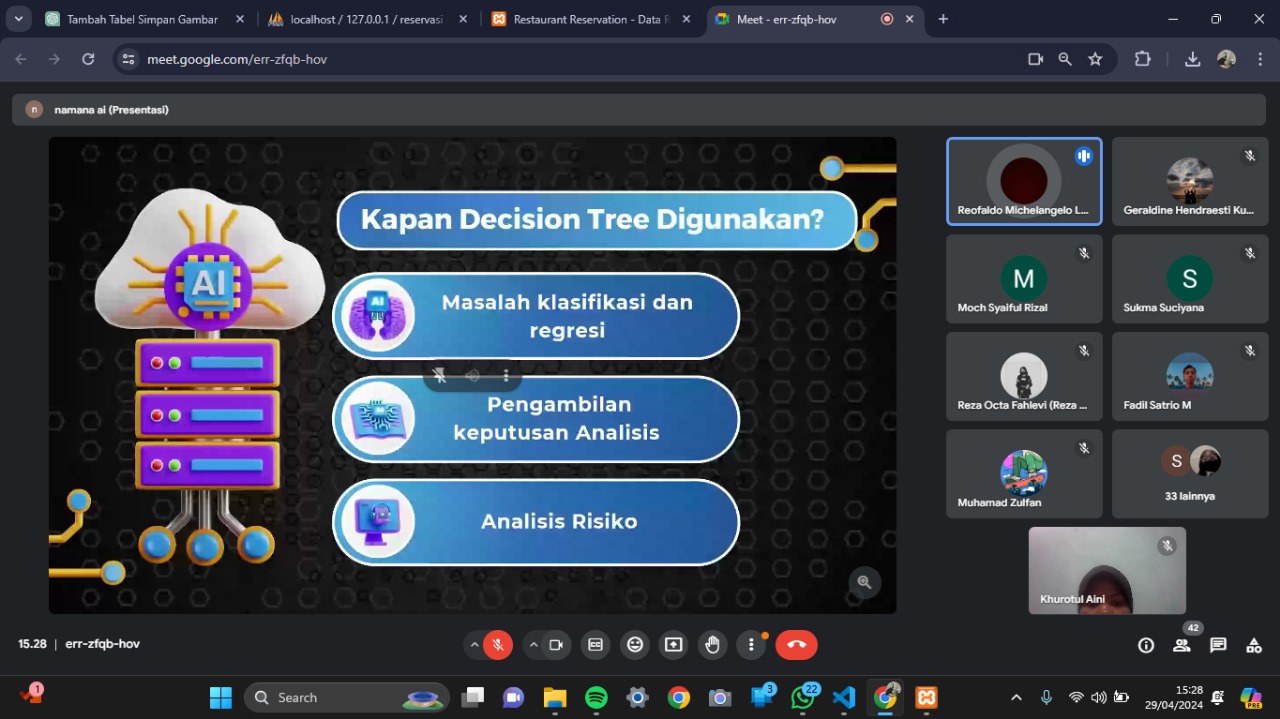 Tambah Tabel Simpan Gambar
localhost / 127.0.0.1 / reservasi
Restaurant Reservation - Data R
Meet - err-zfqb-hov
meet.google.com/err-zfqb-hov
n
namana ai (Presentasi)
AI
Kapan Decision Tree Digunakan?
AI
Masalah klasifikasi dan
regresi
AI
Pengambilan
keputusan Analisis
Analisis Risiko
Reofaldo Michelangelo L...
Geraldine Hendraesti Ku...
M
Moch Syaiful Rizal
S
Sukma Suciyana
Reza Octa Fahlevi (Reza ...
Fadil Satrio M
Muhamad Zulfan
S
33 lainnya
Khurotul Aini
15.28 | err-zfqb-hov
CC
42
1
Search
3
22
15:28
29/04/2024
PRE